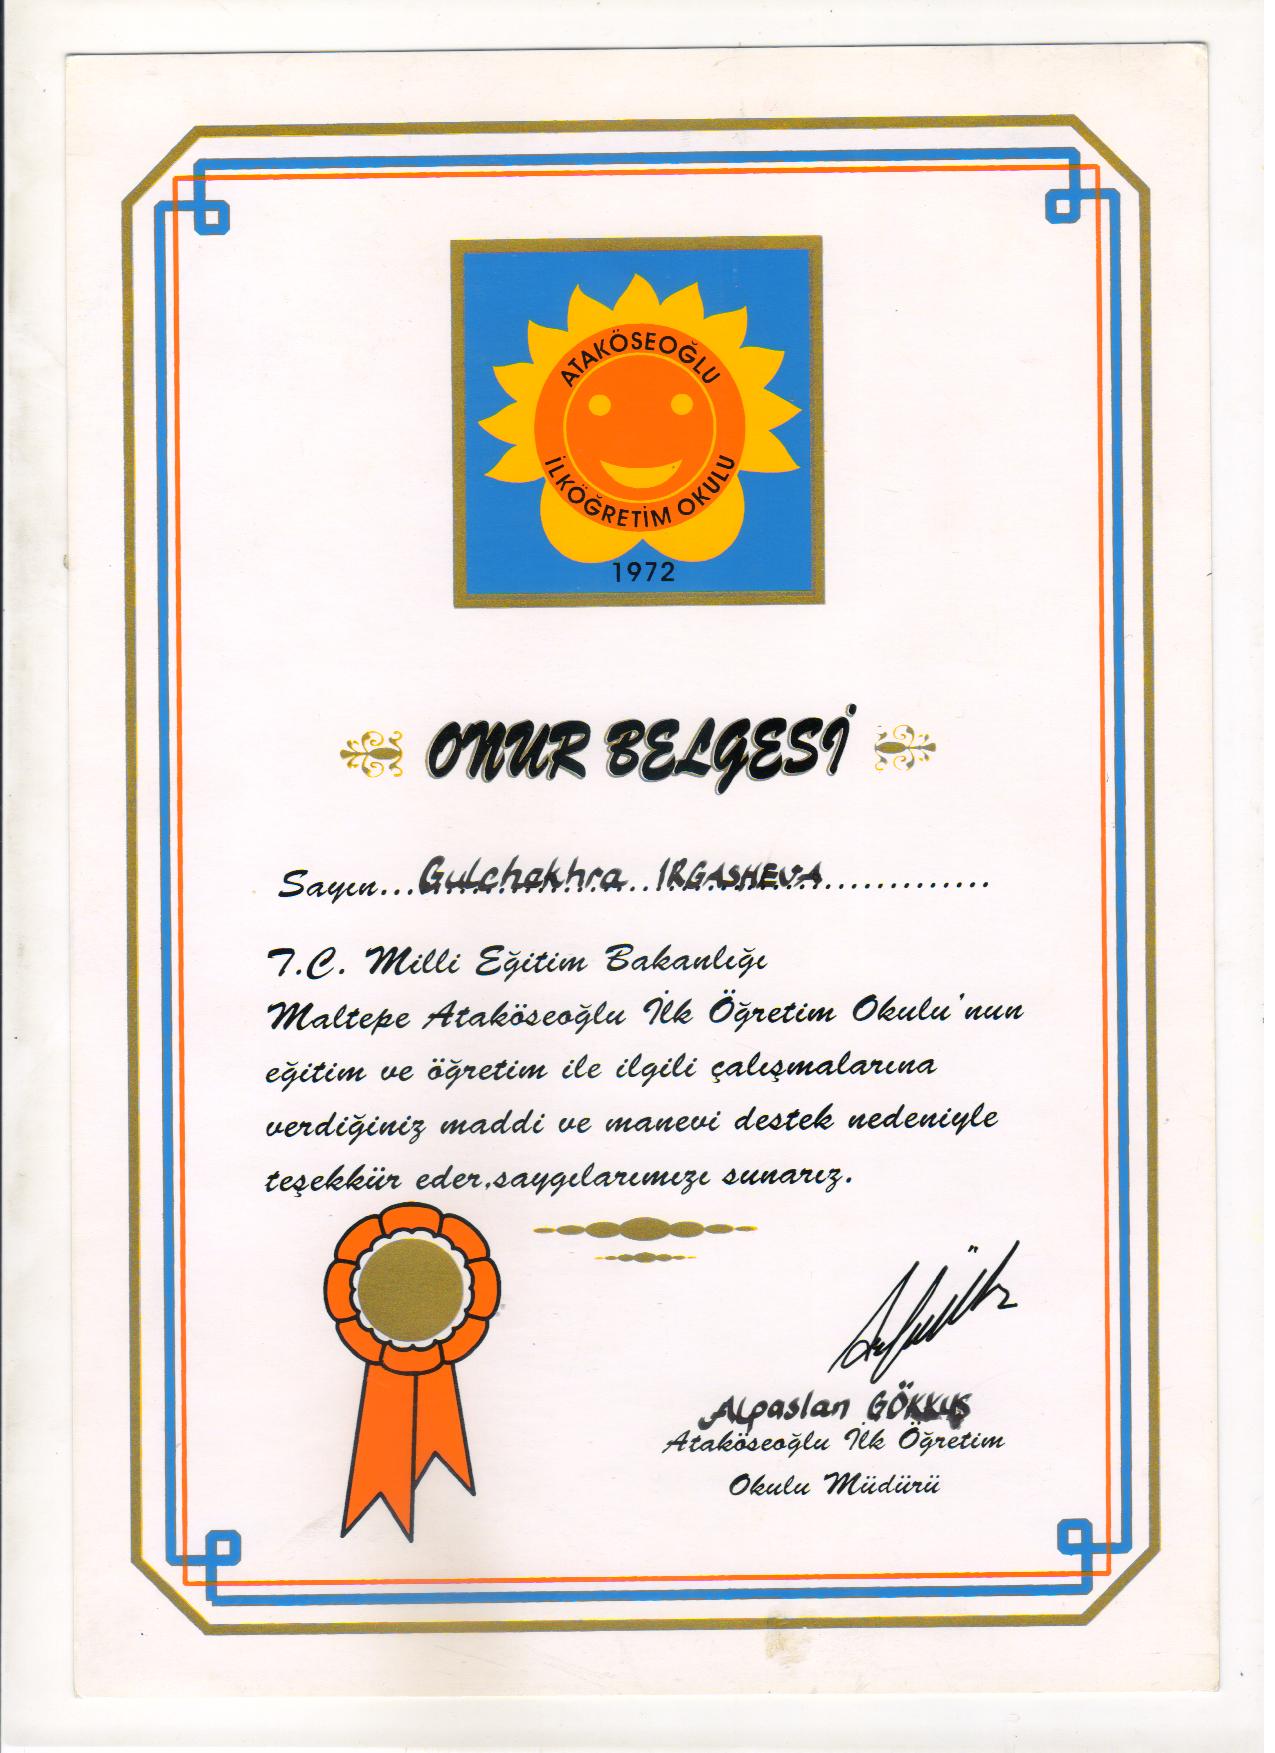 ATAKÖSEOĞLU
İLKÖĞRETİM OKULU
1972
ONUR BELGESİ
Sayın...Gulchekhra IRGASHEVA..............
T.C. Milli Eğitim Bakanlığı
Maltepe Ataköseoğlu İlk Öğretim Okulu'nun
eğitim ve öğretim ile ilgili çalışmalarına
verdiğiniz maddi ve manevi destek nedeniyle
teşekkür eder,saygılarımızı sunarız.
Alpaslan GÖKKUŞ
Ataköseoğlu İlk Öğretim
Okulu Müdürü